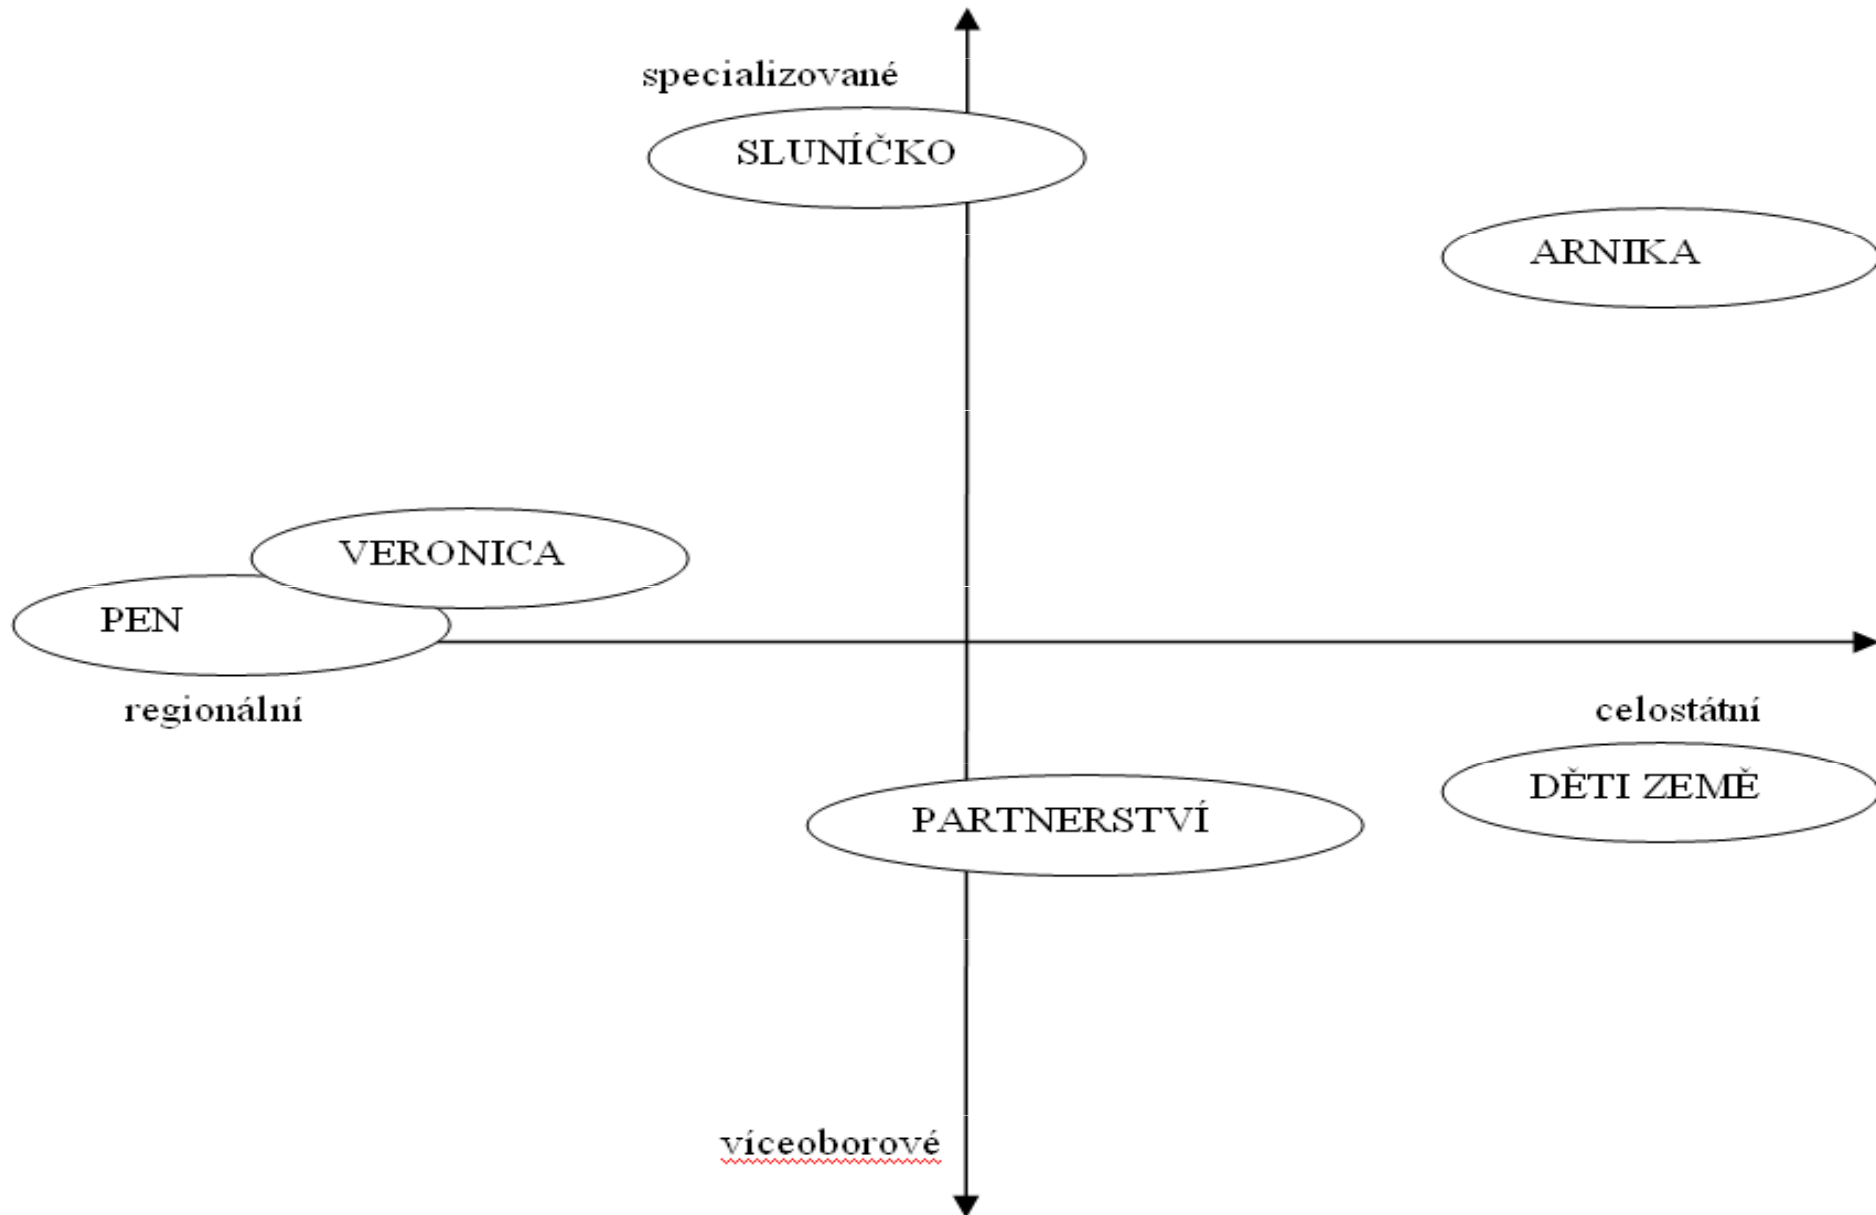 specializované
SLUNÍČKO
ARNIKA
VERONICA
PEN
regionální
celostátní
DĚTI ZEMĚ
PARTNERSTVÍ
víceoborové